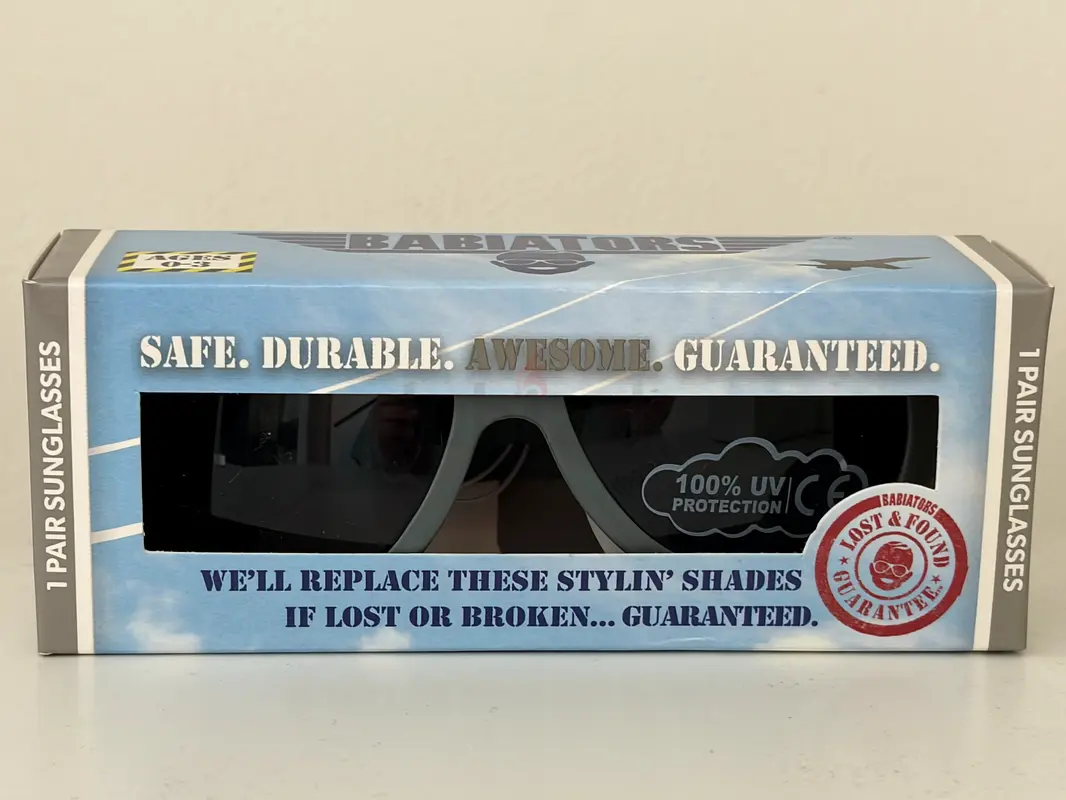 BABIATORS
AGES
0-3
SAFE. DURABLE. AWESOME. GUARANTEED.
1 PAIR SUNGLASSES
100% UV
PROTECTION
CE
1 PAIR SUNGLASSES
BABIATORS
LOST & FOUND
GUARANTEE
WE'LL REPLACE THESE STYLIN' SHADES
IF LOST OR BROKEN... GUARANTEED.